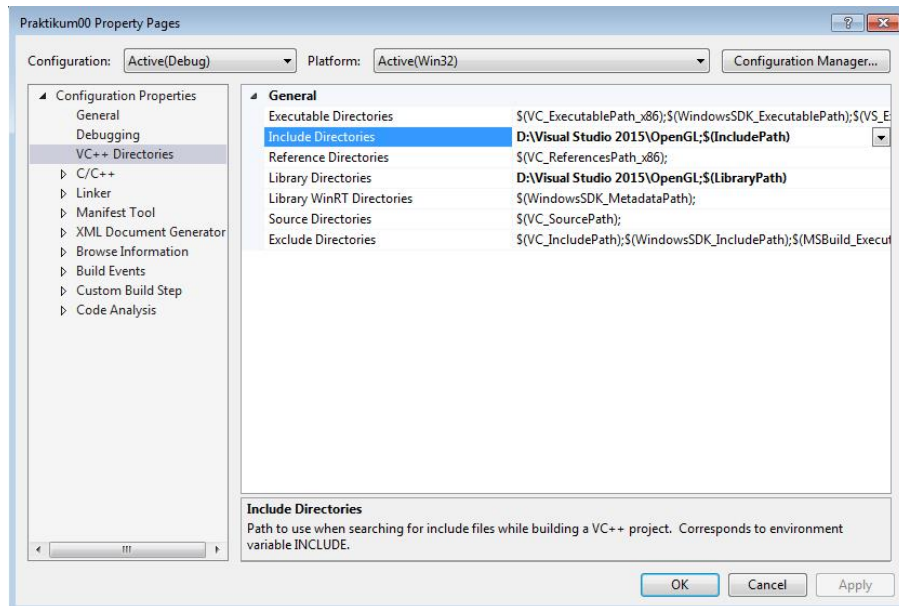 Praktikum00 Property Pages
Configuration: Active(Debug) Platform: Active(Win32) Configuration Manager...
Configuration Properties
General
Debugging
VC++ Directories
C/C++
Linker
Manifest Tool
XML Document Generator
Browse Information
Build Events
Custom Build Step
Code Analysis
General
Executable Directories $(VC_ExecutablePath_x86);$(WindowsSDK_ExecutablePath);$(VS_E
Include Directories D:\Visual Studio 2015\OpenGL;$(IncludePath)
Reference Directories $(VC_ReferencesPath_x86);
Library Directories D:\Visual Studio 2015\OpenGL;$(LibraryPath)
Library WinRT Directories $(WindowsSDK_MetadataPath);
Source Directories $(VC_SourcePath);
Exclude Directories $(VC_IncludePath);$(WindowsSDK_IncludePath);$(MSBuild_Execut
Include Directories
Path to use when searching for include files while building a VC++ project. Corresponds to environment
variable INCLUDE.
OK Cancel Apply